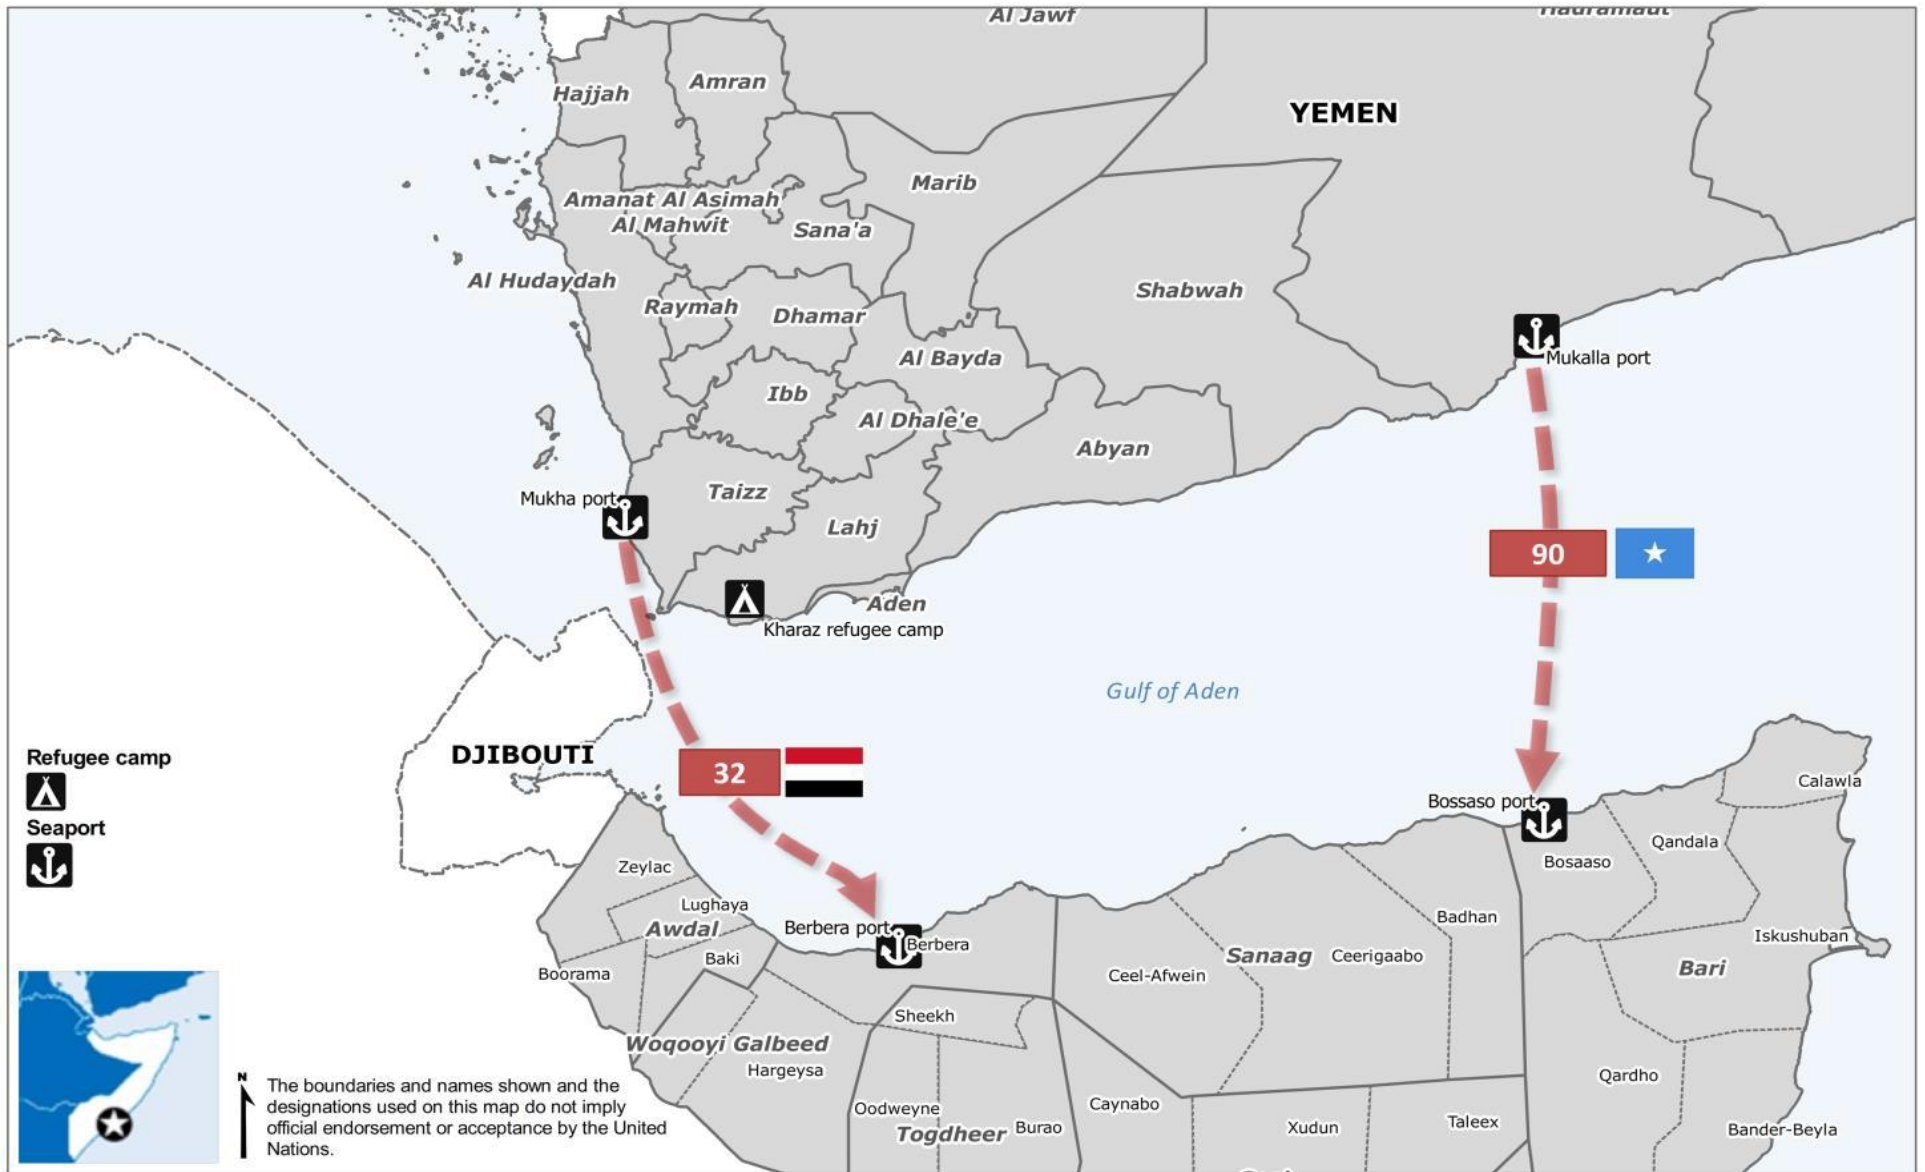 Al Jawf
Hadramaut
Hajjah
Amran
YEMEN
Marib
Amanat Al Asimah
Al Mahwit
Sana'a
Al Hudaydah
Raymah
Dhamar
Shabwah
Al Bayda
Mukalla port
Ibb
Al Dhale'e
Abyan
Mukha port
Taizz
Lahj
90
Aden
Kharaz refugee camp
Gulf of Aden
DJIBOUTI
32
Refugee camp
Seaport
Calawla
Bossaso port
Qandala
Bosaaso
Zeylac
Lughaya
Awdal
Berbera port
Berbera
Badhan
Iskushuban
Baki
Boorama
Ceel-Afwein
Sanaag
Ceerigaabo
Bari
Sheekh
Woqooyi Galbeed
Hargeysa
Qardho
Oodweyne
Togdheer
Burao
Caynabo
Xudun
Taleex
Bander-Beyla
N
The boundaries and names shown and the
designations used on this map do not imply
official endorsement or acceptance by the United
Nations.